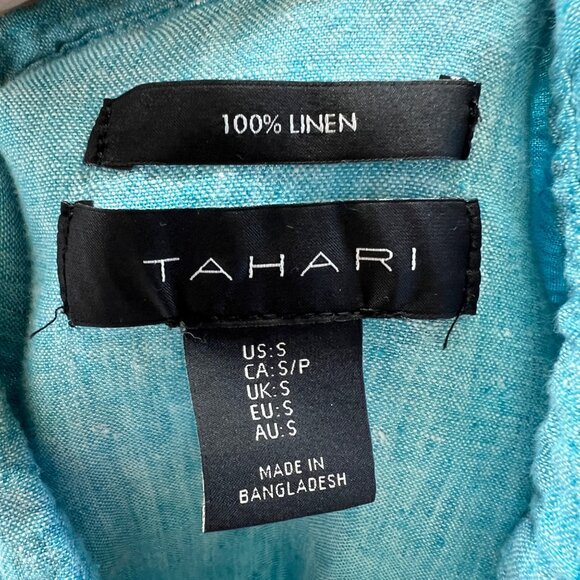 100% LINEN
TAHARI
US:S
CA:S/P
UK:S
EU:S
AU:S
MADE IN
BANGLADESH